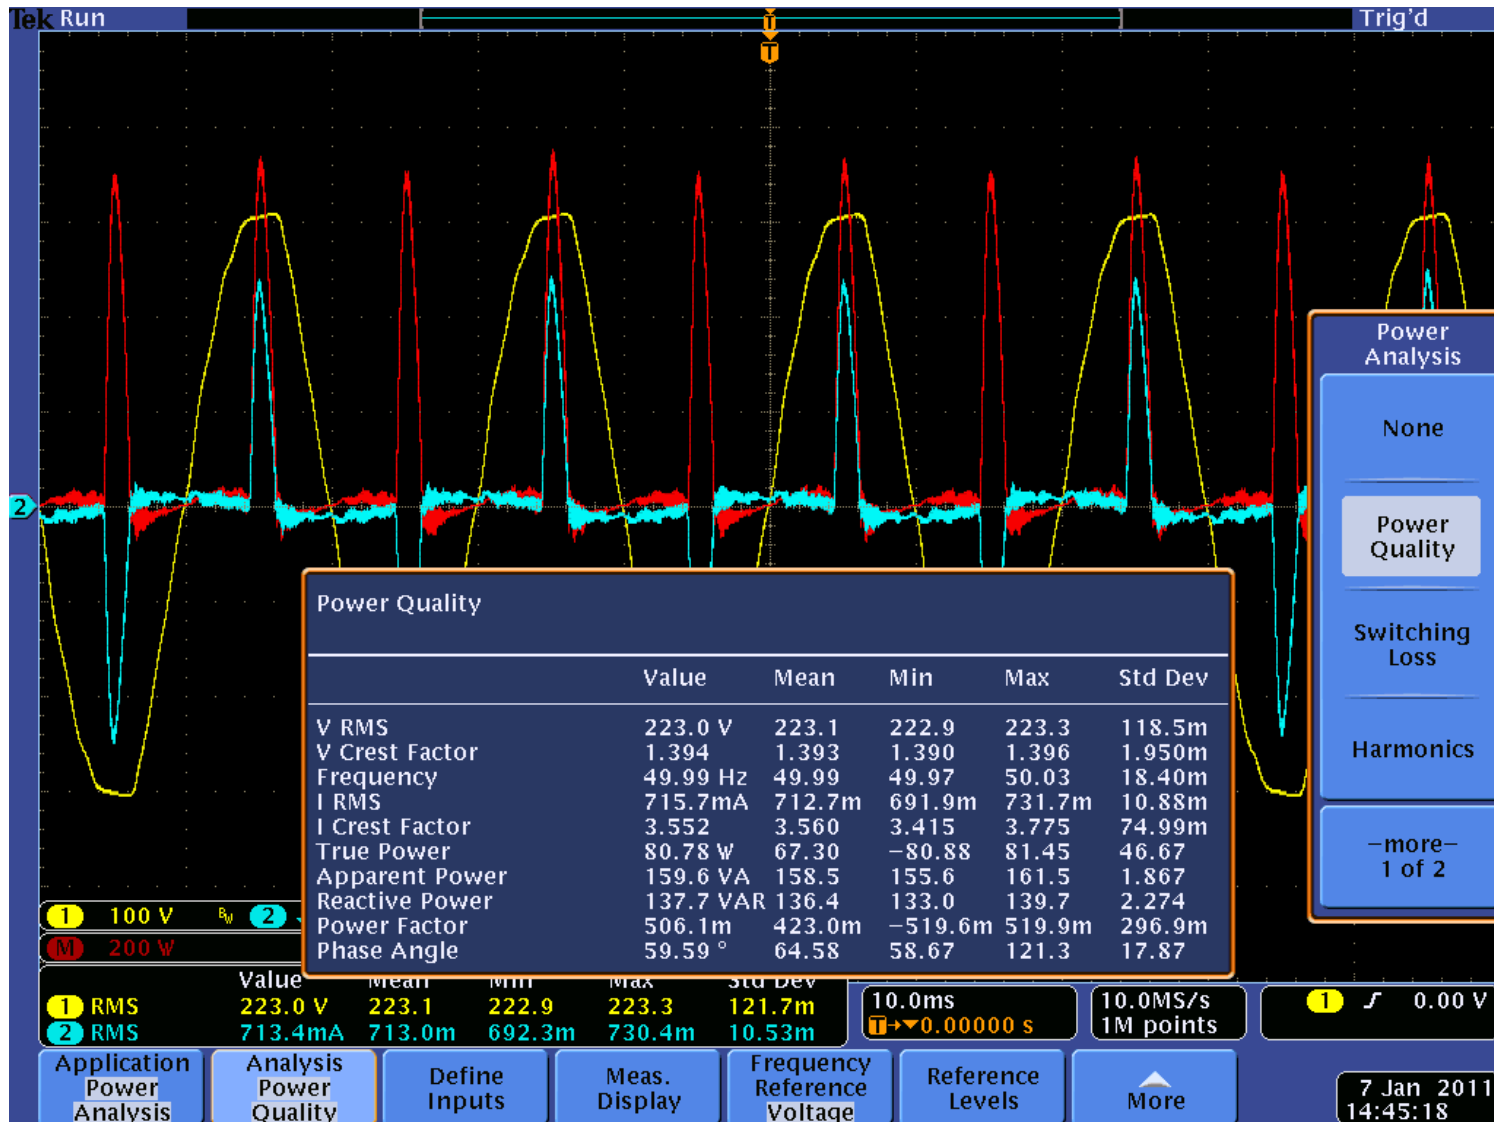 Tek Run Trig'd
T
T
2
Power
Analysis
None
Power
Quality
Switching
Loss
Harmonics
-more-
1 of 2
Power Quality
Value Mean Min Max Std Dev
V RMS 223.0 V 223.1 222.9 223.3 118.5m
V Crest Factor 1.394 1.393 1.390 1.396 1.950m
Frequency 49.99 Hz 49.99 49.97 50.03 18.40m
I RMS 715.7mA 712.7m 691.9m 731.7m 10.88m
I Crest Factor 3.552 3.560 3.415 3.775 74.99m
True Power 80.78 W 67.30 −80.88 81.45 46.67
Apparent Power 159.6 VA 158.5 155.6 161.5 1.867
Reactive Power 137.7 VAR 136.4 133.0 139.7 2.274
Power Factor 506.1m 423.0m −519.6m 519.9m 296.9m
Phase Angle 59.59 ° 64.58 58.67 121.3 17.87
1 100 V BW 2
M 200 W
Value Mean Min Max Std Dev
1 RMS 223.0 V 223.1 222.9 223.3 121.7m
2 RMS 713.4mA 713.0m 692.3m 730.4m 10.53m
10.0ms
T→▼0.00000 s
10.0MS/s
1M points
1 0.00 V
Application
Power
Analysis
Analysis
Power
Quality
Define
Inputs
Meas.
Display
Frequency
Reference
Voltage
Reference
Levels
More
7 Jan 2011
14:45:18